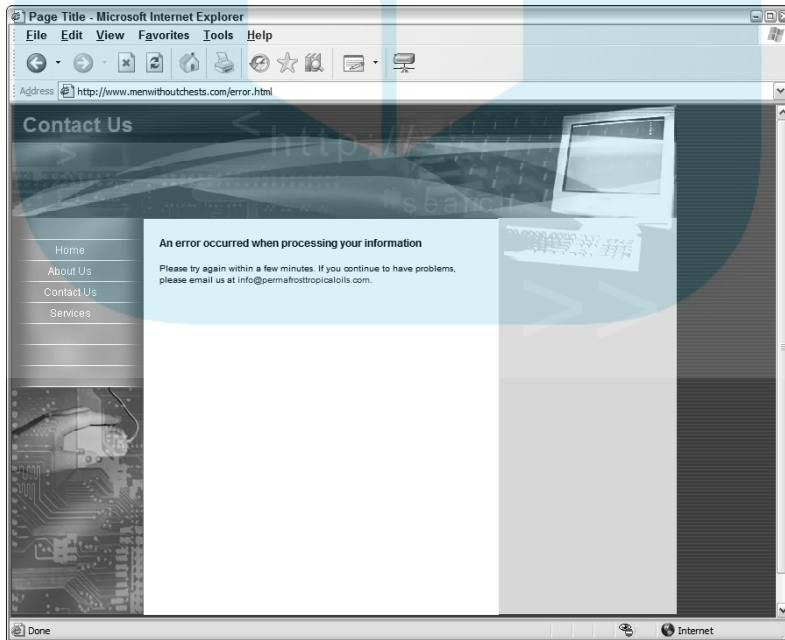 Page Title - Microsoft Internet Explorer
File Edit View Favorites Tools Help
Address http://www.menwithoutchests.com/error.html
Contact Us
< http://
>
search
Home
About Us
Contact Us
Services
An error occurred when processing your information
Please try again within a few minutes. If you continue to have problems,
please email us at info@permafrosttropicaloils.com.
>>
Done
Internet